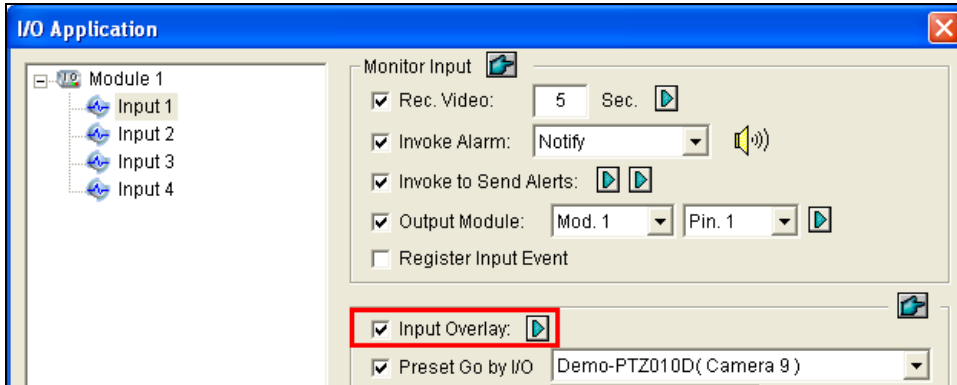 I/O Application
Module 1
Input 1
Input 2
Input 3
Input 4
Monitor Input
Rec. Video: 5 Sec.
Invoke Alarm: Notify
Invoke to Send Alerts:
Output Module: Mod. 1 Pin. 1
Register Input Event
Input Overlay:
Preset Go by I/O Demo-PTZ010D( Camera 9 )